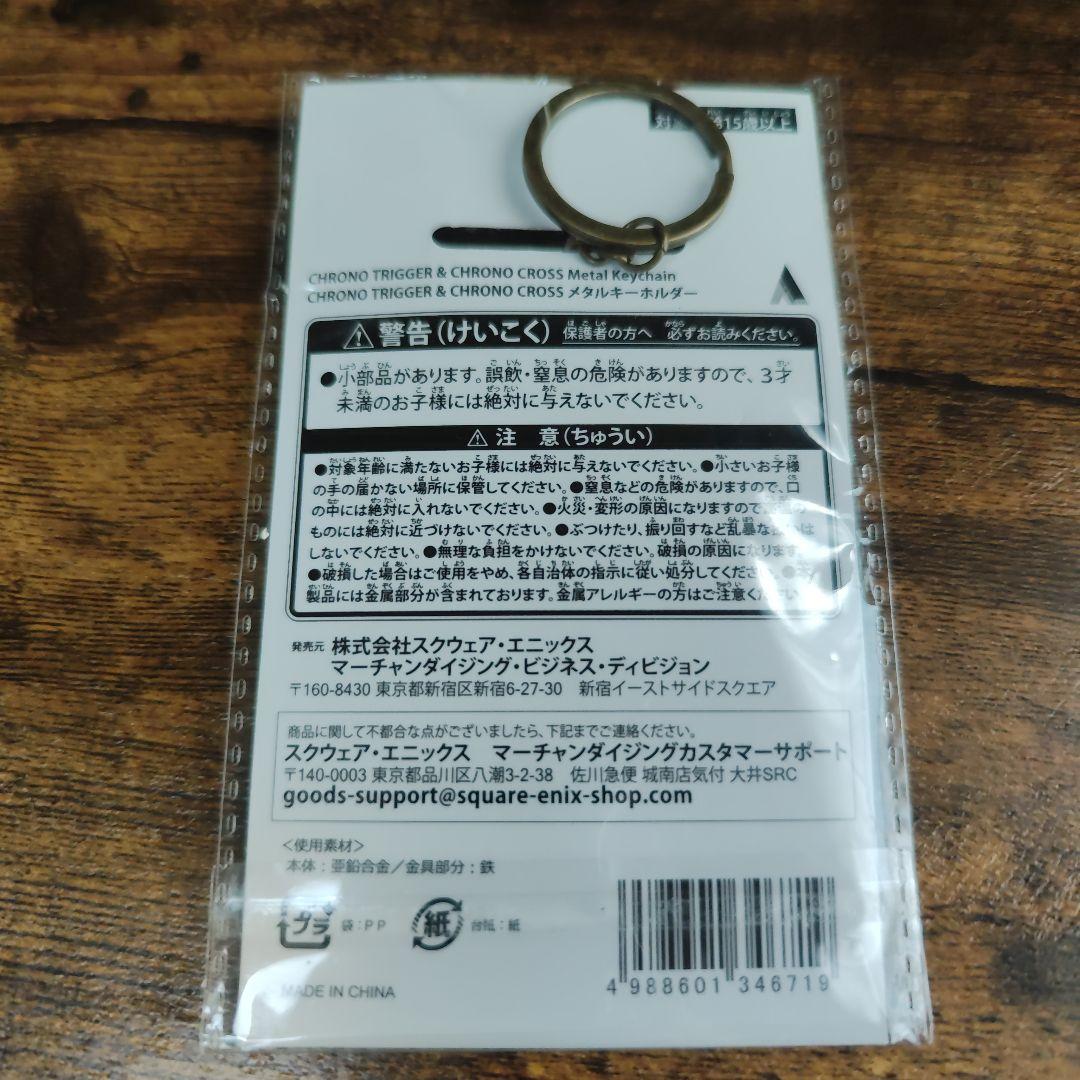 15歳以上
CHRONO TRIGGER & CHRONO CROSS Metal Keychain
CHRONO TRIGGER & CHRONO CROSS メタルキーホルダー
警告(けいこく) 保護者の方へ 必ずお読みください。
●小部品があります。誤飲・窒息の危険がありますので、3才
未満のお子様には絶対に与えないでください。
注 意(ちゅうい)
●対象年齢に満たないお子様には絶対に与えないでください。●小さいお子様
の手の届かない場所に保管してください。●窒息などの危険がありますので、口
の中には絶対に入れないでください。●火災・変形の原因になりますので
ものには絶対に近づけないでください。●ぶつけたり、振り回すなど乱暴な
しないでください。●無理な負担をかけないでください。破損の原因になります。
●破損した場合はご使用をやめ、各自治体の指示に従い処分してください。
製品には金属部分が含まれております。金属アレルギーの方はご注意ください。
発売元 株式会社スクウェア・エニックス
マーチャンダイジング・ビジネス・ディビジョン
〒160-8430 東京都新宿区新宿6-27-30 新宿イーストサイドスクエア
商品に関して不都合な点がございましたら、下記までご連絡ください。
スクウェア・エニックス マーチャンダイジングカスタマーサポート
〒140-0003 東京都品川区八潮3-2-38 佐川急便 城南店気付 大井SRC
goods-support@square-enix-shop.com
<使用素材>
本体：亜鉛合金／金具部分：鉄
プラ 袋：PP 紙 台紙：紙
MADE IN CHINA
4 988601 346719